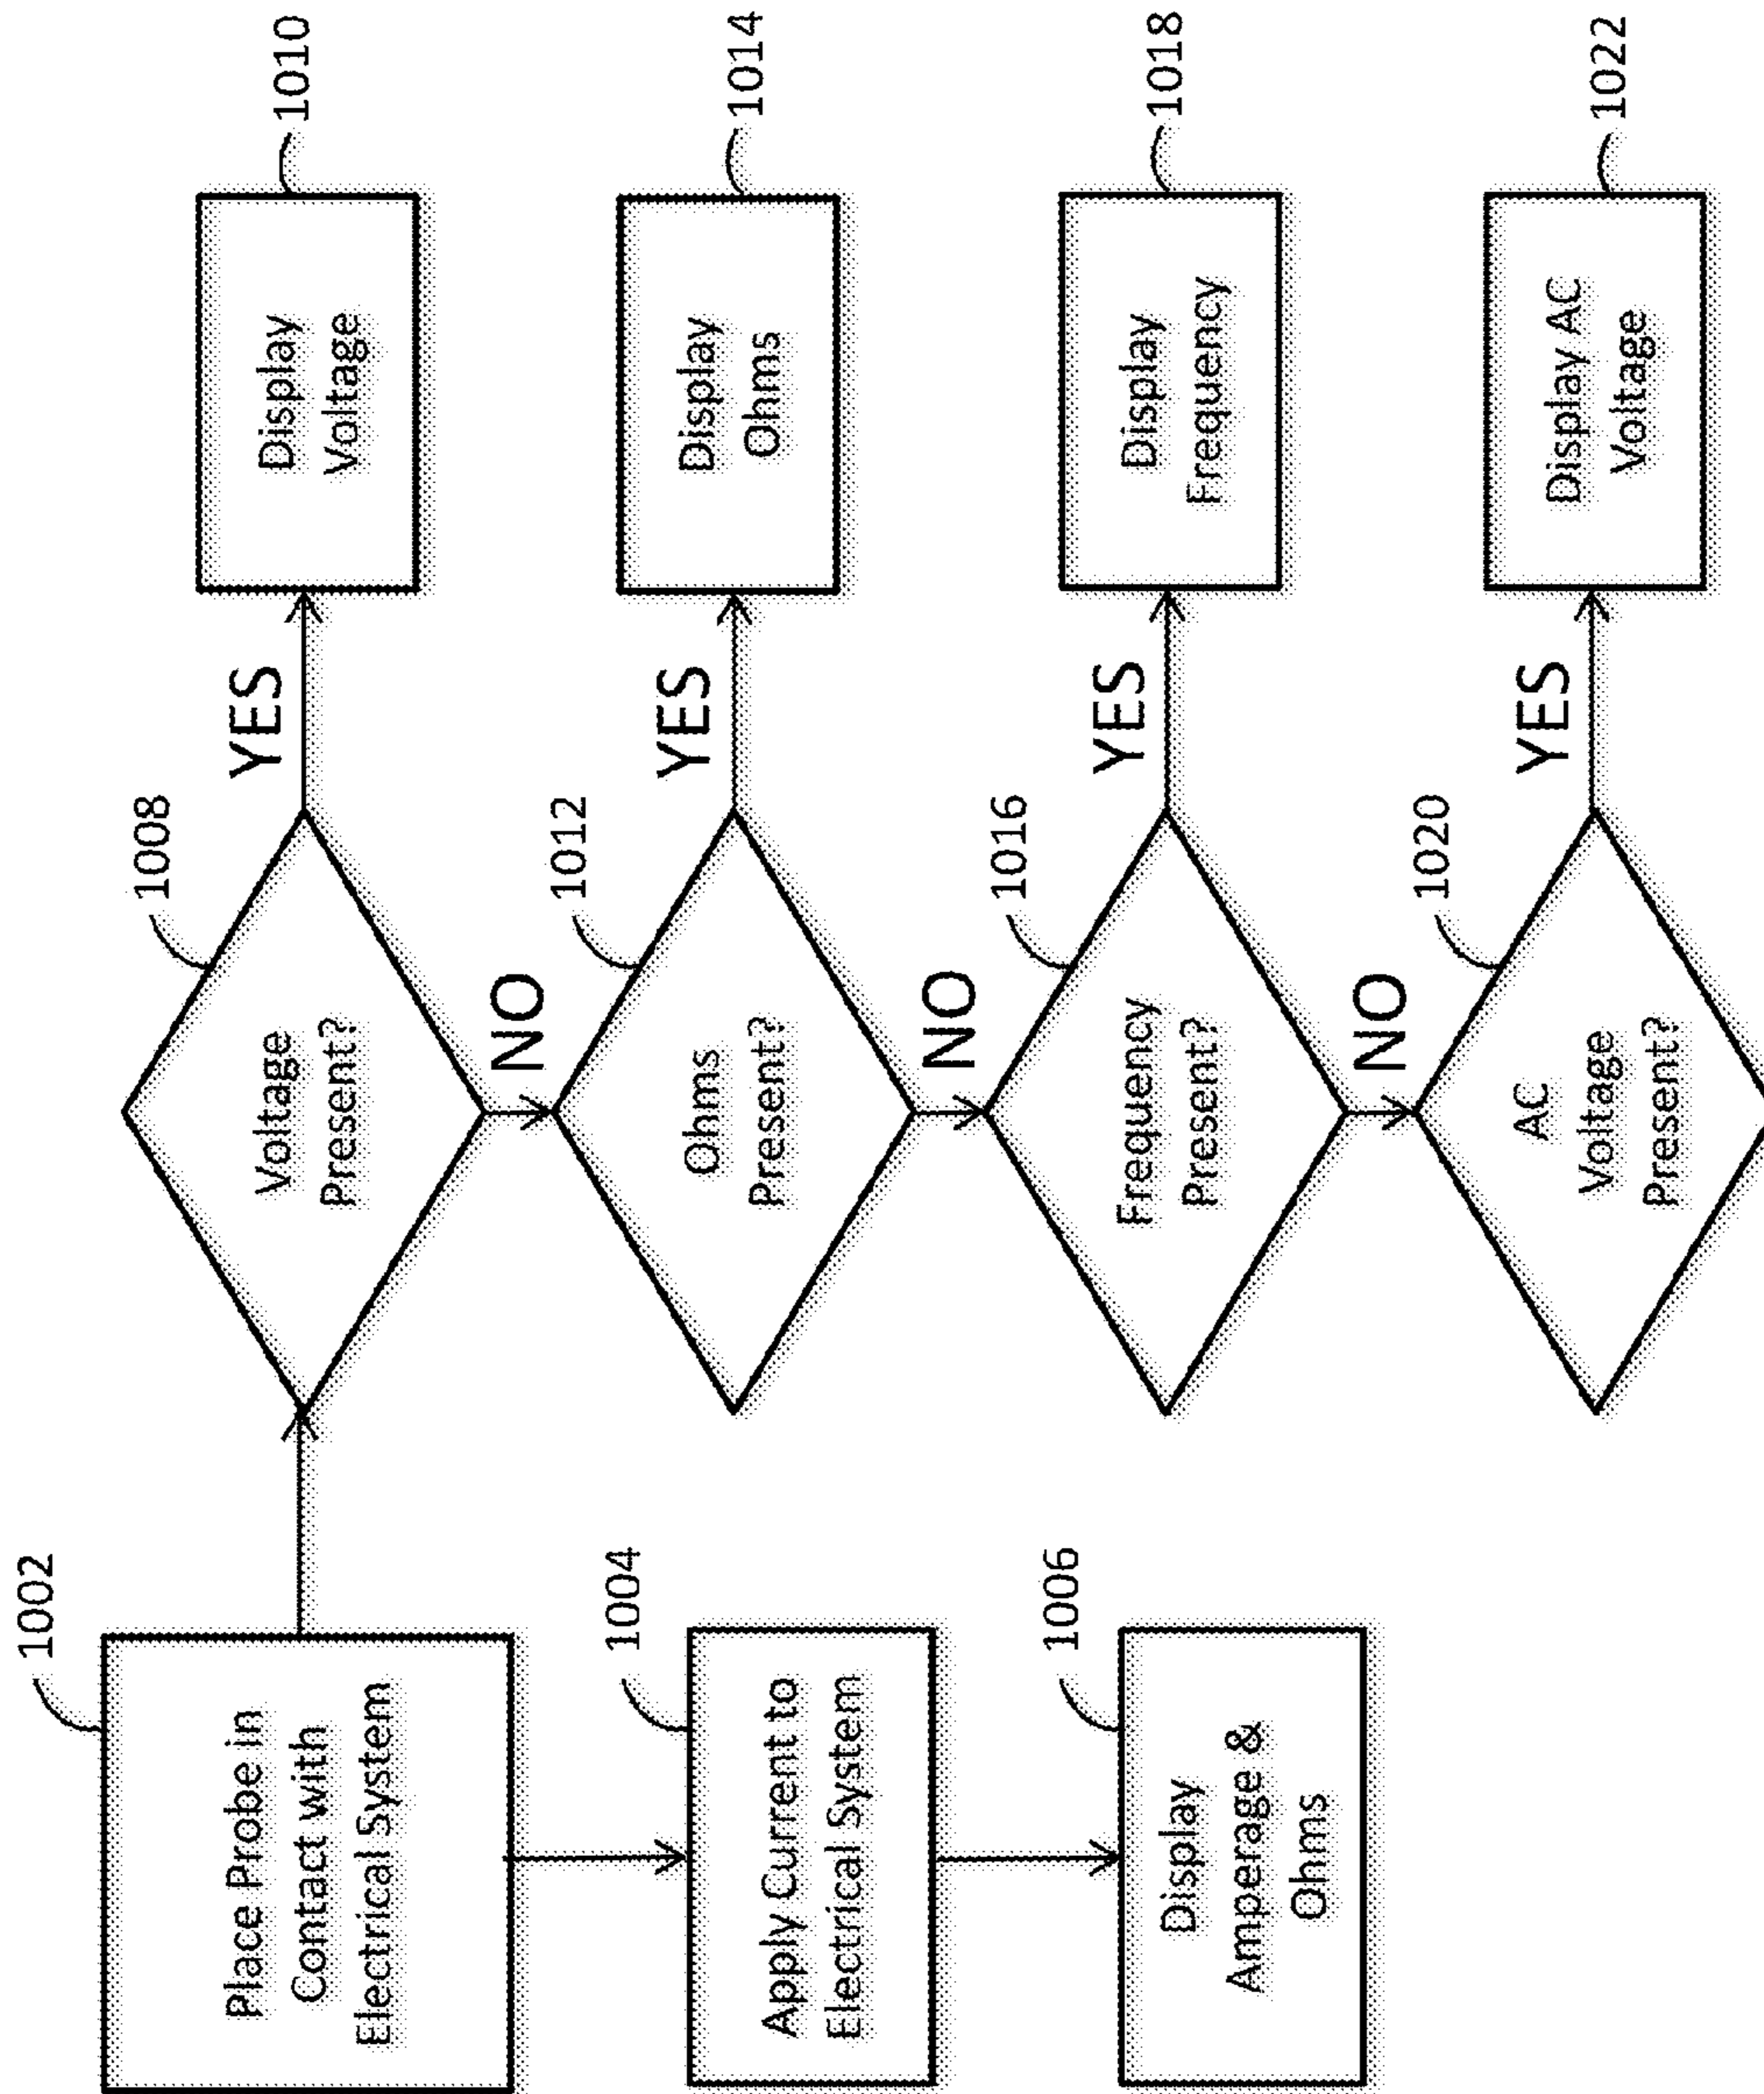 1002
Place Probe in
Contact with
Electrical System
1004
Apply Current to
Electrical System
1006
Display
Amperage &
Ohms
1008
Voltage
Present?
YES
1010
Display
Voltage
NO
1012
Ohms
Present?
YES
1014
Display
Ohms
NO
1016
Frequency
Present?
YES
1018
Display
Frequency
NO
1020
AC
Voltage
Present?
YES
1022
Display AC
Voltage